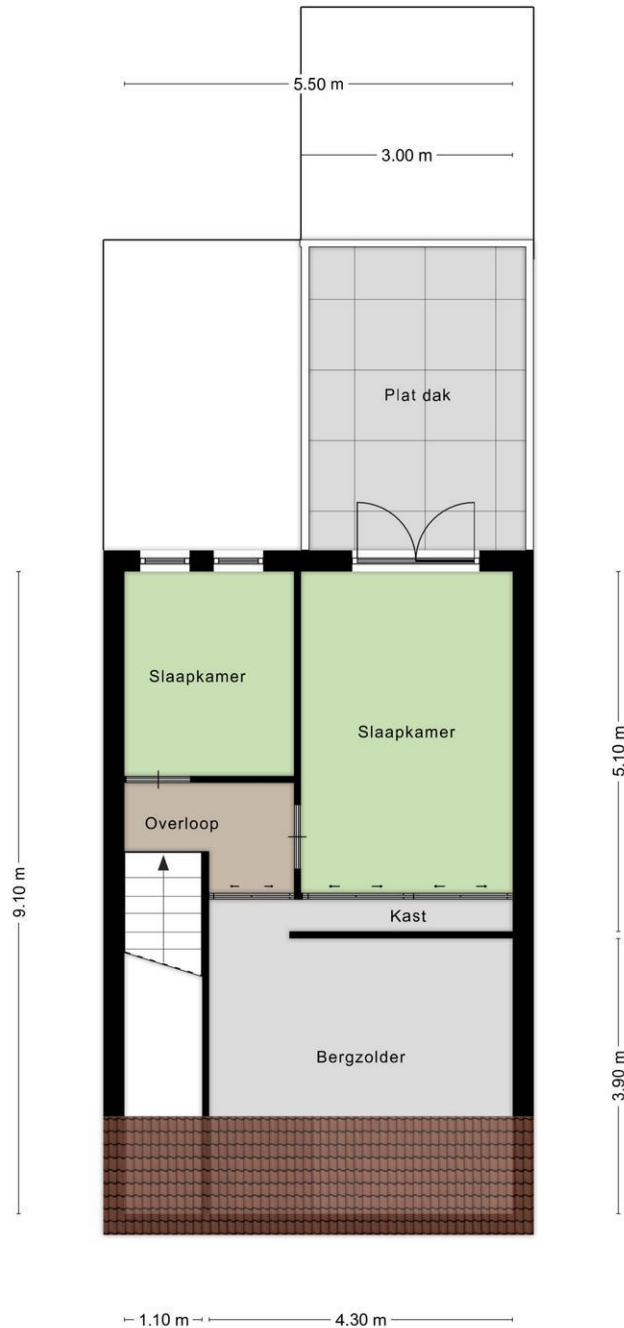 5.50 m
3.00 m
Plat dak
Slaapkamer
Slaapkamer
5.10 m
Overloop
9.10 m
Kast
Bergzolder
3.90 m
1.10 m
4.30 m